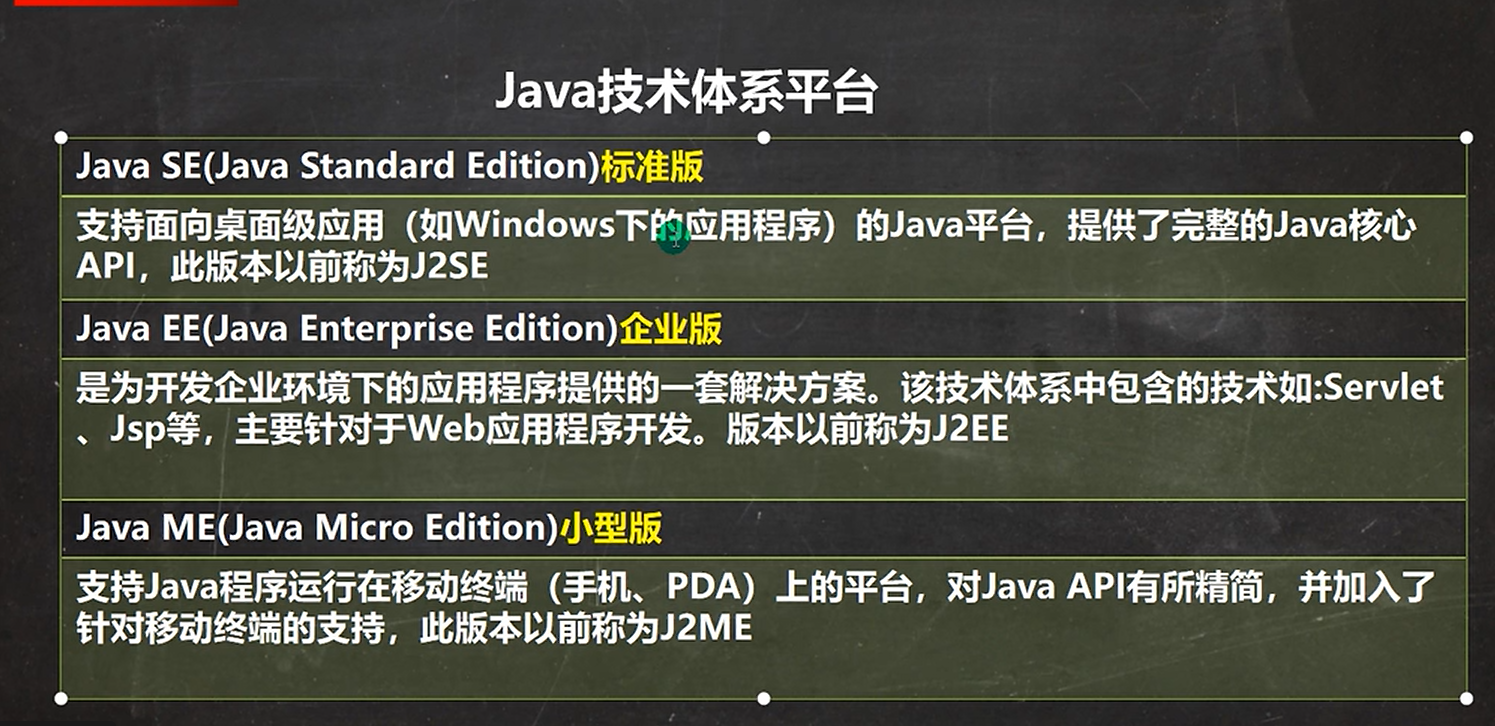 Java技术体系平台
Java SE(Java Standard Edition)标准版
支持面向桌面级应用（如Windows下的应用程序）的Java平台，提供了完整的Java核心
API，此版本以前称为J2SE
Java EE(Java Enterprise Edition)企业版
是为开发企业环境下的应用程序提供的一套解决方案。该技术体系中包含的技术如:Servlet
、Jsp等，主要针对于Web应用程序开发。版本以前称为J2EE
Java ME(Java Micro Edition)小型版
支持Java程序运行在移动终端（手机、PDA）上的平台，对Java API有所精简，并加入了
针对移动终端的支持，此版本以前称为J2ME